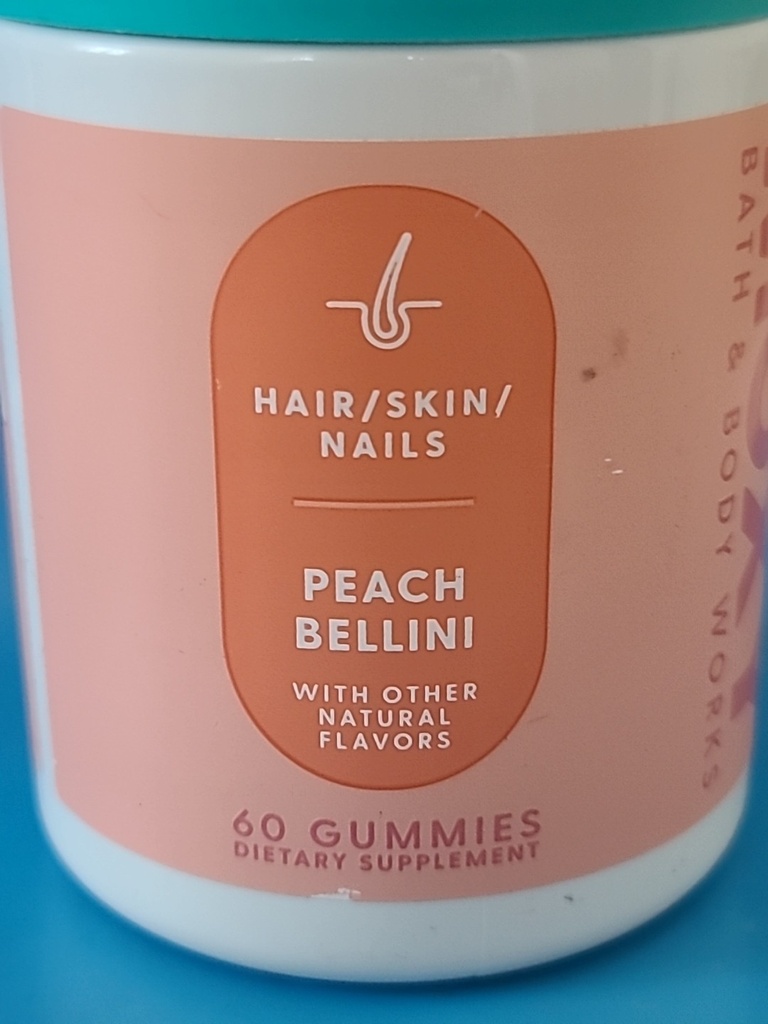 HAIR/SKIN/
NAILS
PEACH
BELLINI
WITH OTHER
NATURAL
FLAVORS
60 GUMMIES
DIETARY SUPPLEMENT
BATH & BODY WORKS